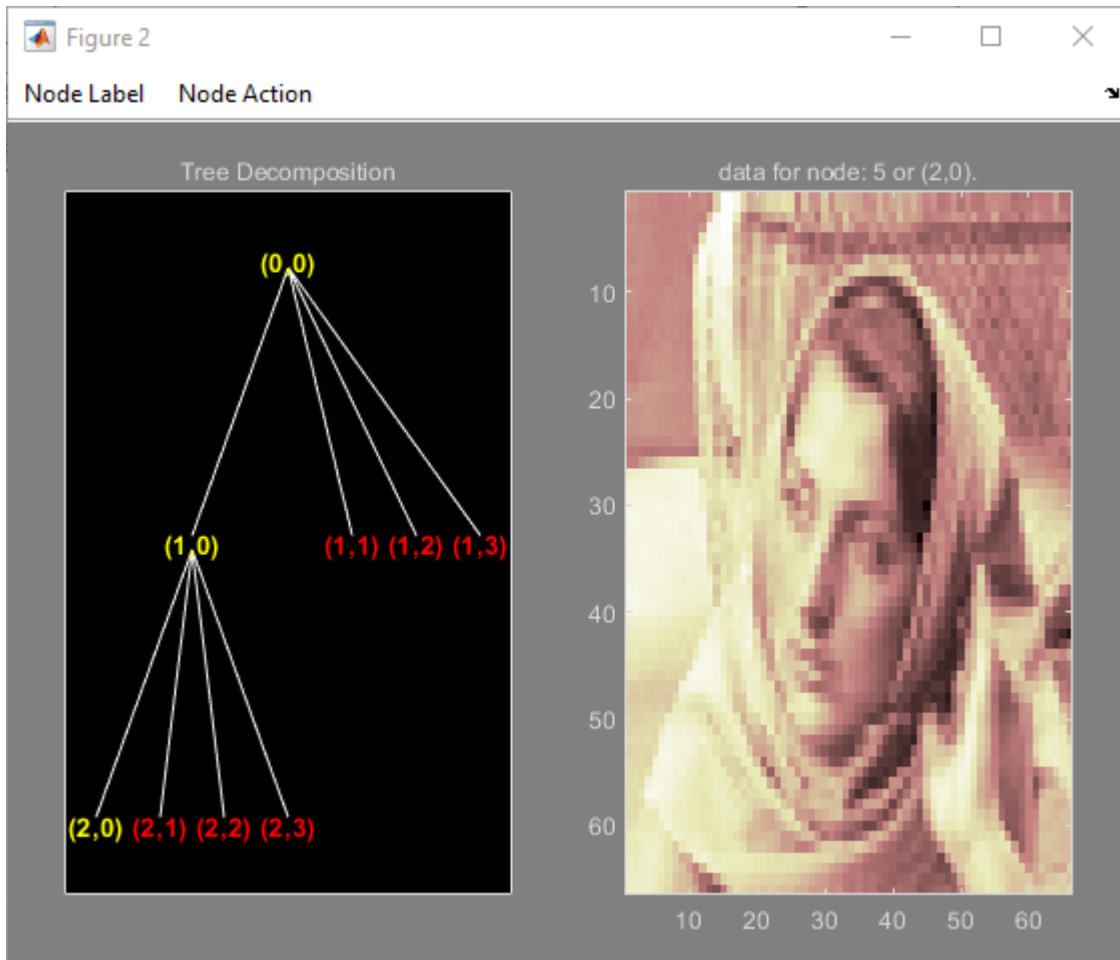 Figure 2
Node Label Node Action
Tree Decomposition
(0,0)
(1,0) (1,1) (1,2) (1,3)
(2,0) (2,1) (2,2) (2,3)
data for node: 5 or (2,0).
10
20
30
40
50
60
10 20 30 40 50 60